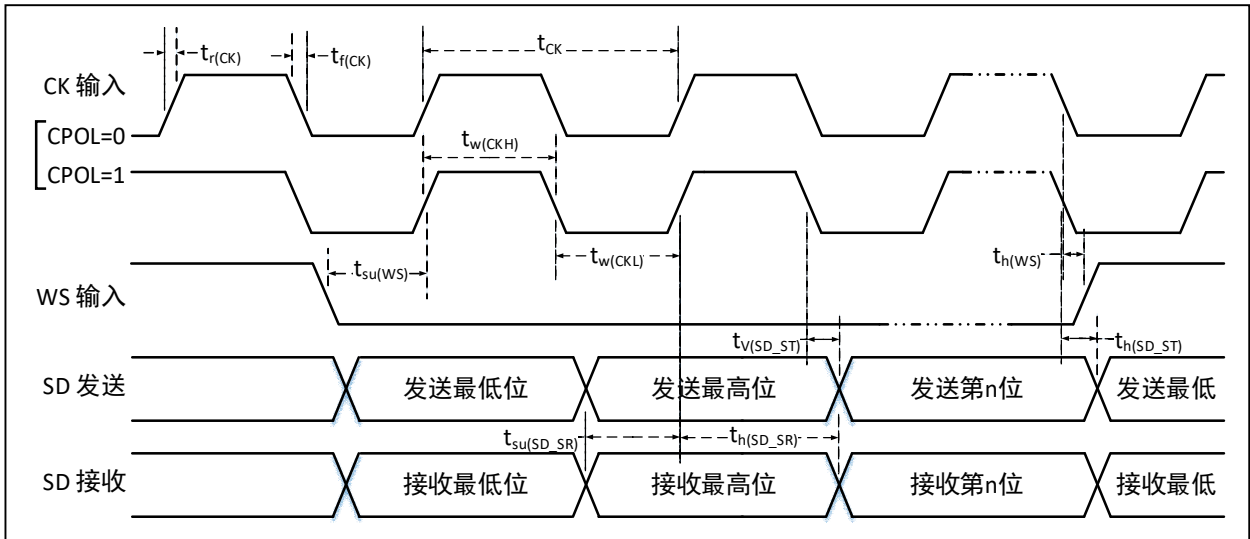 t_r(CK)
t_f(CK)
t_CK
CK 输入
CPOL=0
t_w(CKH)
CPOL=1
t_su(WS)
t_w(CKL)
t_h(WS)
WS 输入
t_V(SD_ST)
t_h(SD_ST)
SD 发送
发送最低位
发送最高位
发送第n位
发送最低
t_su(SD_SR)
t_h(SD_SR)
SD 接收
接收最低位
接收最高位
接收第n位
接收最低